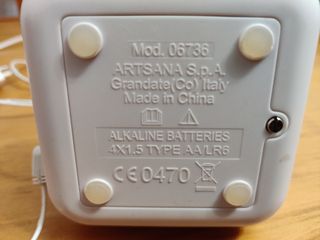 Mod. 06736
ARTSANA S.p.A.
Grandate(Co) Italy
Made in China
ALKALINE BATTERIES
4X1.5 TYPE AA/LR6
CE0470